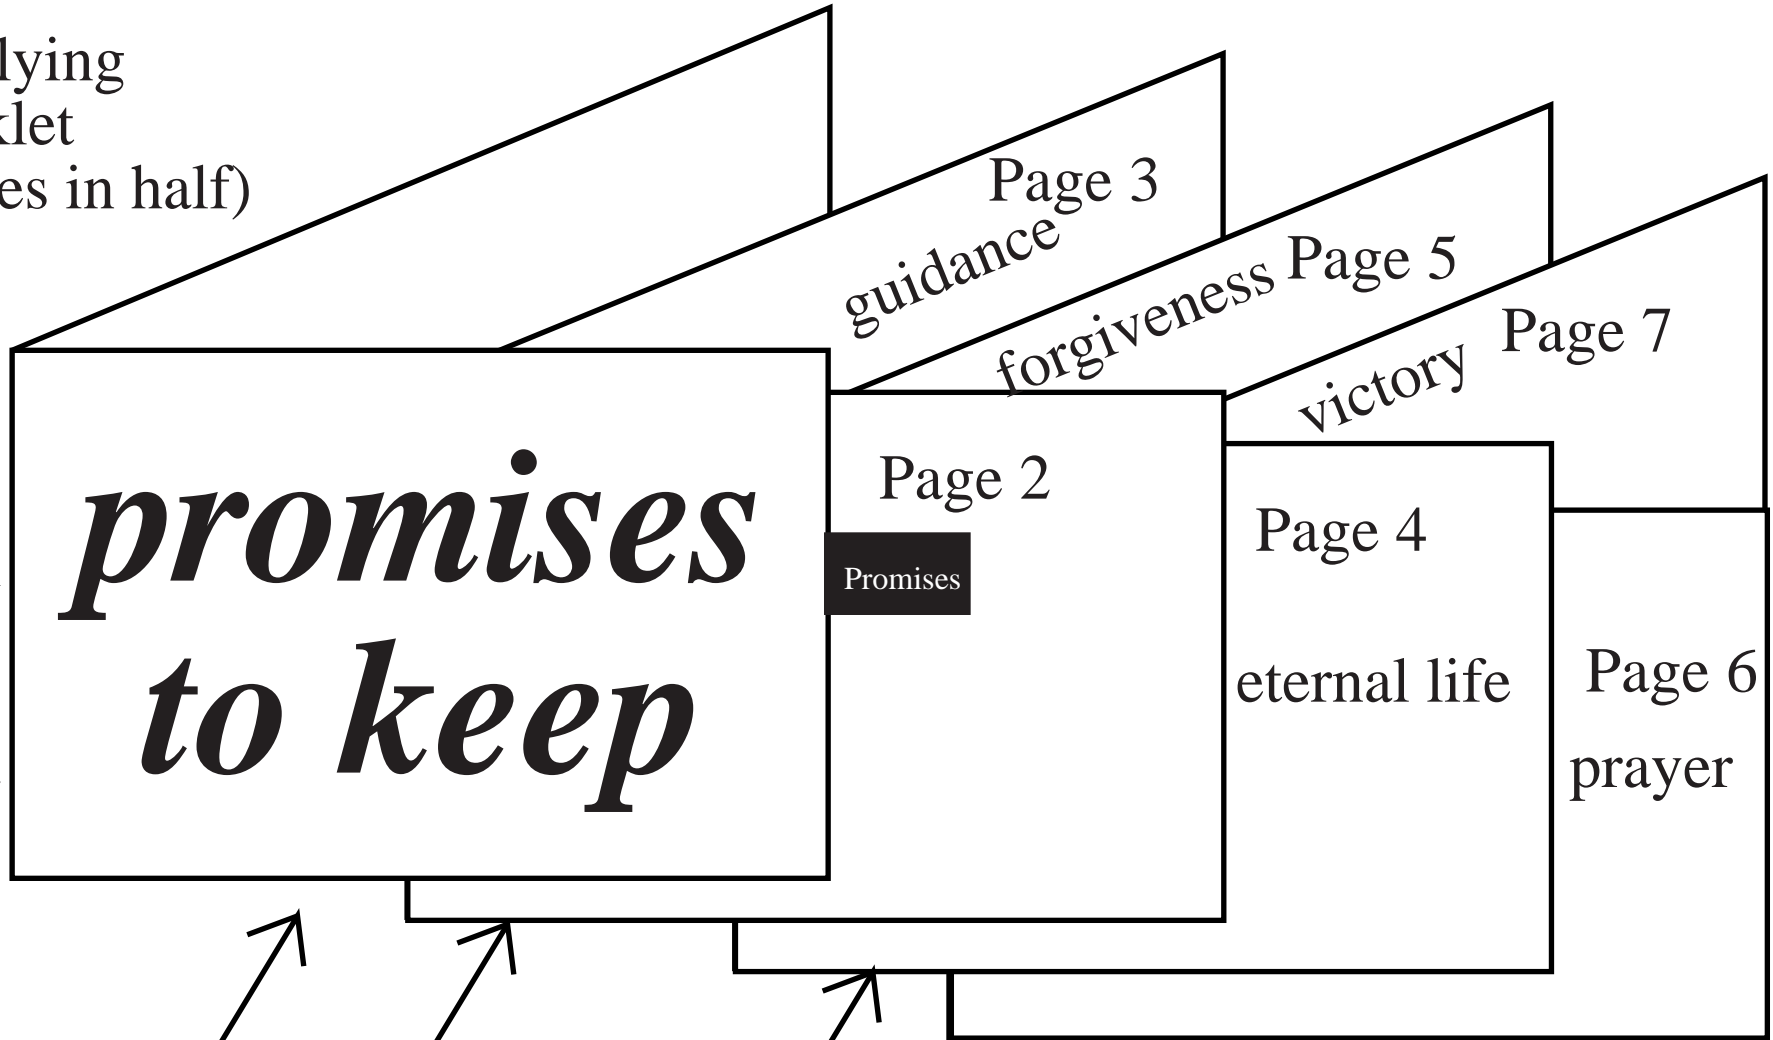 lying
klet
es in half)
Page 3
guidance
Page 5
forgiveness
Page 7
victory
promises
to keep
Page 2
Promises
Page 4
eternal life
Page 6
prayer